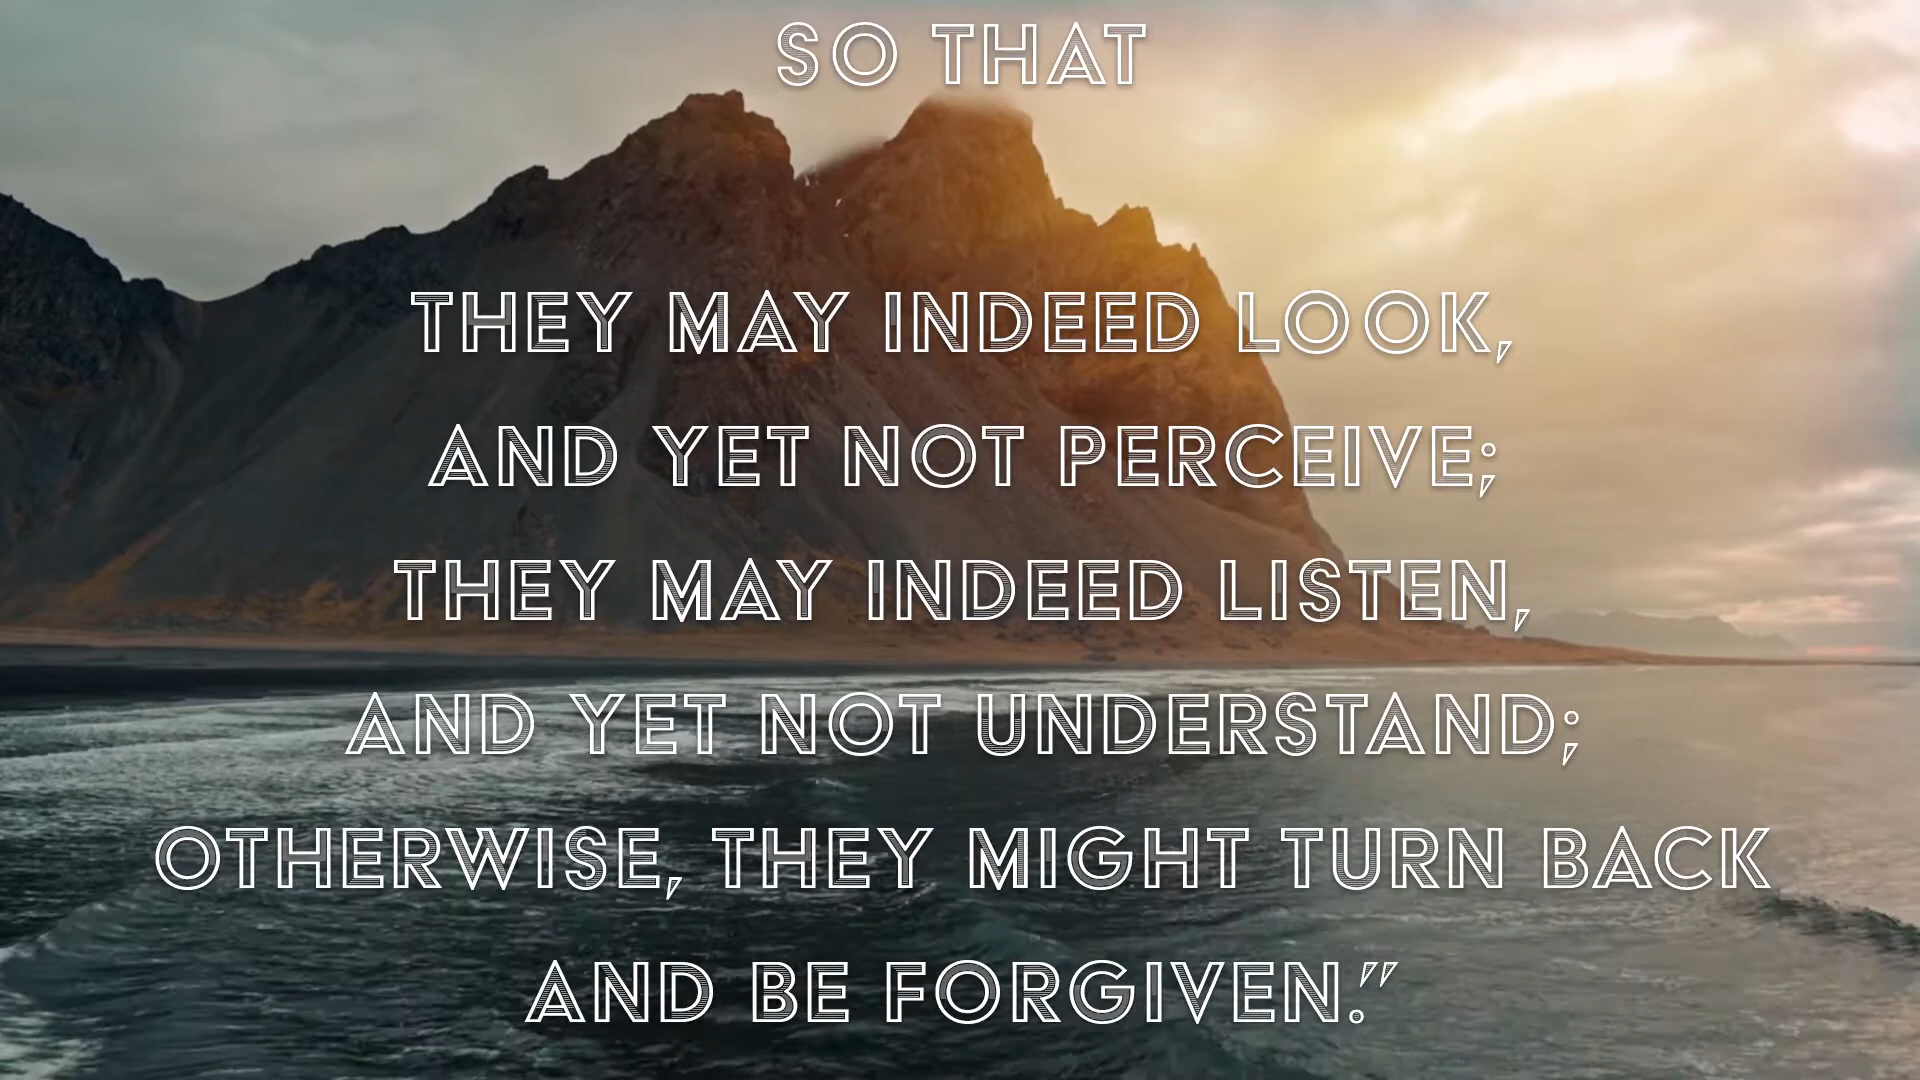 SO THAT
THEY MAY INDEED LOOK,
AND YET NOT PERCEIVE;
THEY MAY INDEED LISTEN,
AND YET NOT UNDERSTAND;
OTHERWISE, THEY MIGHT TURN BACK
AND BE FORGIVEN.”